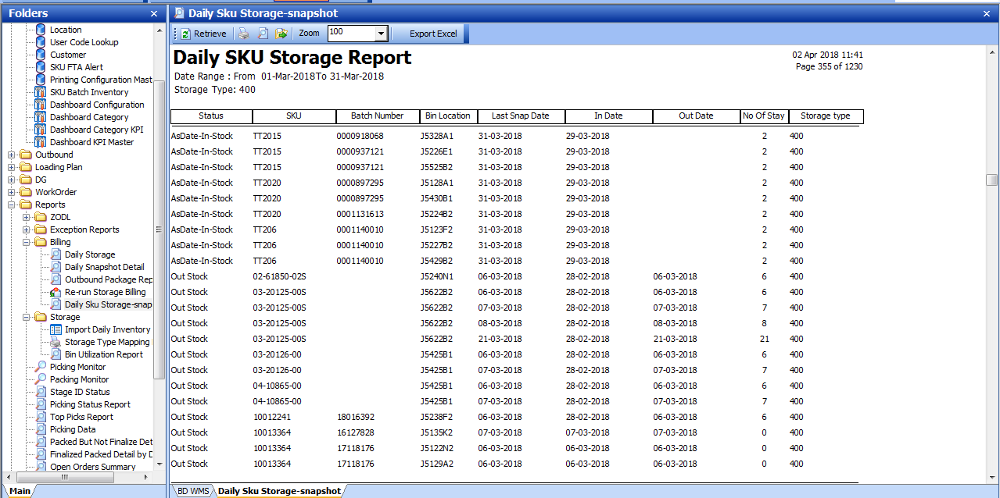 Folders
Location
User Code Lookup
Customer
SKU FTA Alert
Printing Configuration Mast
SKU Batch Inventory
Dashboard Configuration
Dashboard Category
Dashboard Category KPI
Dashboard KPI Master
Outbound
Loading Plan
DG
WorkOrder
Reports
ZODL
Exception Reports
Billing
Daily Storage
Daily Snapshot Detail
Outbound Package Rep
Re-run Storage Billing
Daily Sku Storage-snap
Storage
Import Daily Inventory
Storage Type Mapping
Bin Utilization Report
Picking Monitor
Packing Monitor
Stage ID Status
Picking Status Report
Top Picks Report
Picking Data
Packed But Not Finalize Det
Finalized Packed Detail by D
Open Orders Summary
Main
Daily Sku Storage-snapshot
Retrieve Zoom 100 Export Excel
Daily SKU Storage Report
02 Apr 2018 11:41
Page 355 of 1230
Date Range : From 01-Mar-2018To 31-Mar-2018
Storage Type: 400
Status SKU Batch Number Bin Location Last Snap Date In Date Out Date No Of Stay Storage type
AsDate-In-Stock TT2015 0000918068 J5328A1 31-03-2018 29-03-2018 2 400
AsDate-In-Stock TT2015 0000937121 J5226E1 31-03-2018 29-03-2018 2 400
AsDate-In-Stock TT2015 0000937121 J5525B2 31-03-2018 29-03-2018 2 400
AsDate-In-Stock TT2020 0000897295 J5128A1 31-03-2018 29-03-2018 2 400
AsDate-In-Stock TT2020 0000897295 J5430B1 31-03-2018 29-03-2018 2 400
AsDate-In-Stock TT2020 0001131613 J5224B2 31-03-2018 29-03-2018 2 400
AsDate-In-Stock TT206 0001140010 J5123F2 31-03-2018 29-03-2018 2 400
AsDate-In-Stock TT206 0001140010 J5227B2 31-03-2018 29-03-2018 2 400
AsDate-In-Stock TT206 0001140010 J5429B2 31-03-2018 29-03-2018 2 400
Out Stock 02-61850-02S J5240N1 06-03-2018 28-02-2018 06-03-2018 6 400
Out Stock 03-20125-00S J5622B2 06-03-2018 28-02-2018 06-03-2018 6 400
Out Stock 03-20125-00S J5622B2 07-03-2018 28-02-2018 07-03-2018 7 400
Out Stock 03-20125-00S J5622B2 08-03-2018 28-02-2018 08-03-2018 8 400
Out Stock 03-20125-00S J5622B2 21-03-2018 28-02-2018 21-03-2018 21 400
Out Stock 03-20126-00 J5425B1 06-03-2018 28-02-2018 06-03-2018 6 400
Out Stock 03-20126-00 J5425B1 07-03-2018 28-02-2018 07-03-2018 7 400
Out Stock 04-10865-00 J5425B1 06-03-2018 28-02-2018 06-03-2018 6 400
Out Stock 04-10865-00 J5425B1 07-03-2018 28-02-2018 07-03-2018 7 400
Out Stock 10012241 18016392 J5238F2 06-03-2018 28-02-2018 06-03-2018 6 400
Out Stock 10013364 16127828 J5135K2 07-03-2018 07-03-2018 07-03-2018 0 400
Out Stock 10013364 17118176 J5122N2 06-03-2018 06-03-2018 06-03-2018 0 400
Out Stock 10013364 17118176 J5129A2 06-03-2018 06-03-2018 06-03-2018 0 400
BD WMS Daily Sku Storage-snapshot